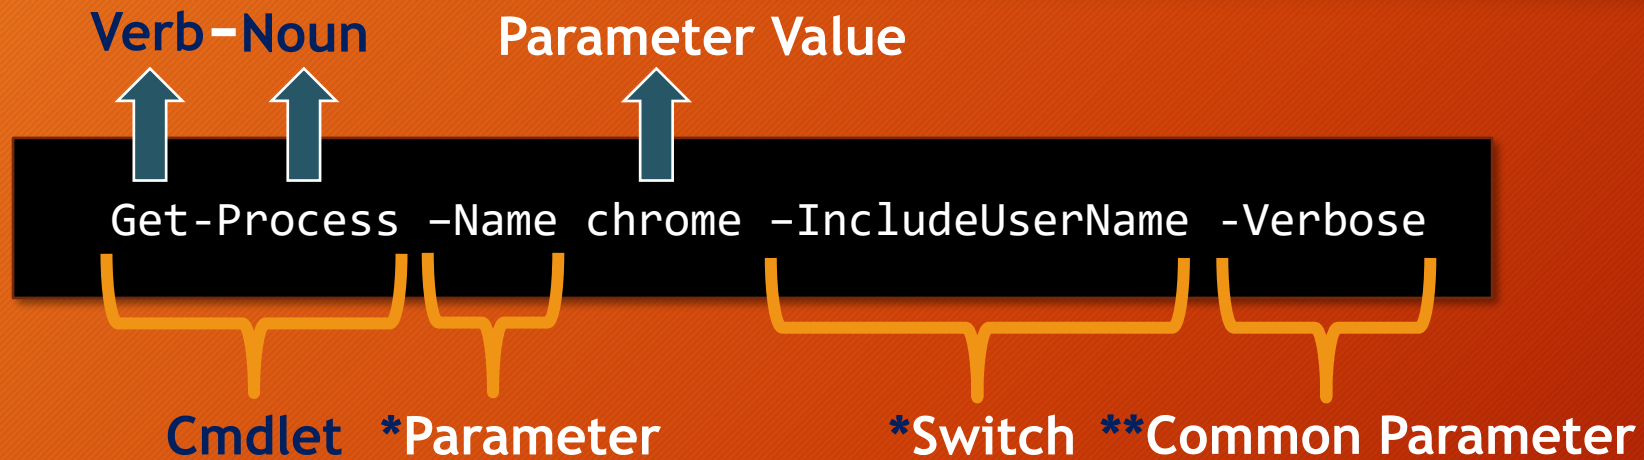 Verb-Noun Parameter Value
Get-Process –Name chrome –IncludeUserName -Verbose
Cmdlet *Parameter *Switch **Common Parameter